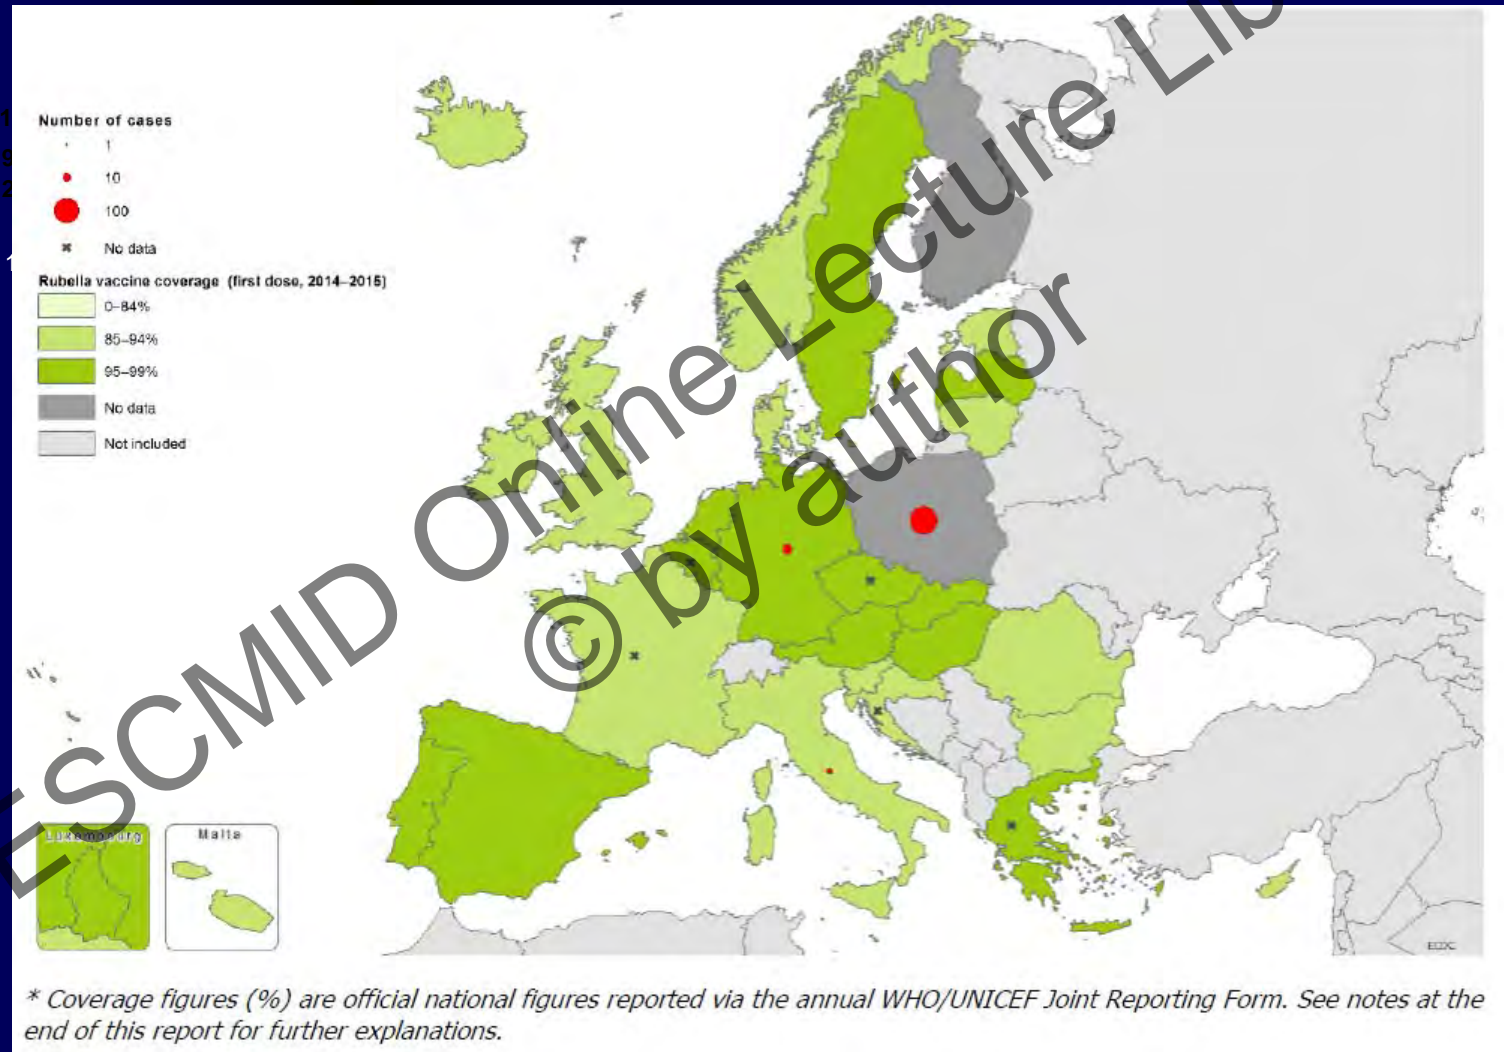 Number of cases
1
10
100
No data
Rubella vaccine coverage (first dose, 2014–2015)
0–84%
85–94%
95–99%
No data
Not included
Luxembourg
Malta
ECDC
ESCMID Online Lecture Lib
© by author
* Coverage figures (%) are official national figures reported via the annual WHO/UNICEF Joint Reporting Form. See notes at the
end of this report for further explanations.